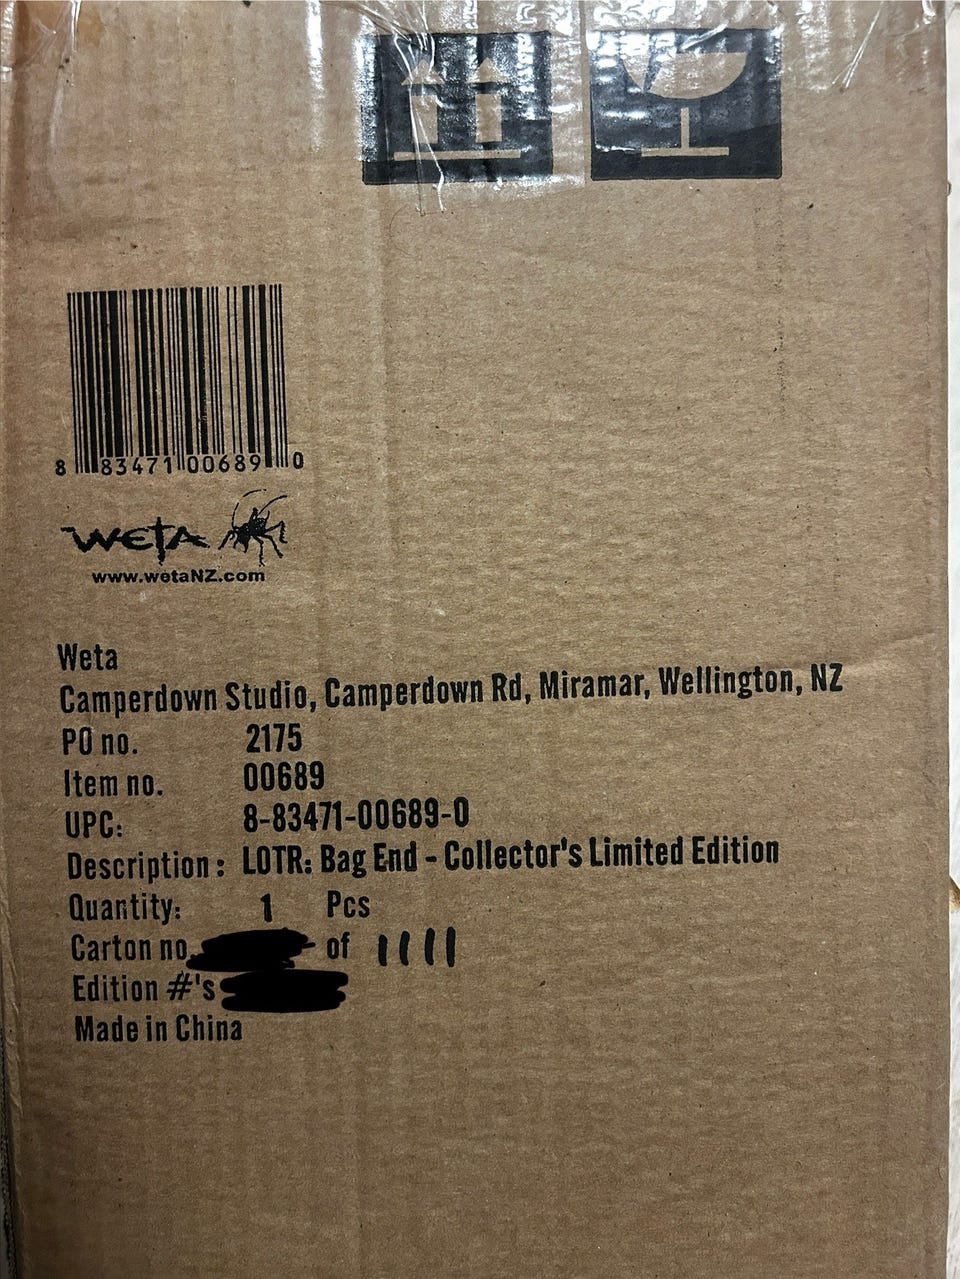 8 83471 00689 0
WETA
www.wetaNZ.com
Weta
Camperdown Studio, Camperdown Rd, Miramar, Wellington, NZ
PO no. 2175
Item no. 00689
UPC: 8-83471-00689-0
Description : LOTR: Bag End - Collector's Limited Edition
Quantity: 1 Pcs
Carton no. of 1111
Edition #'s
Made in China